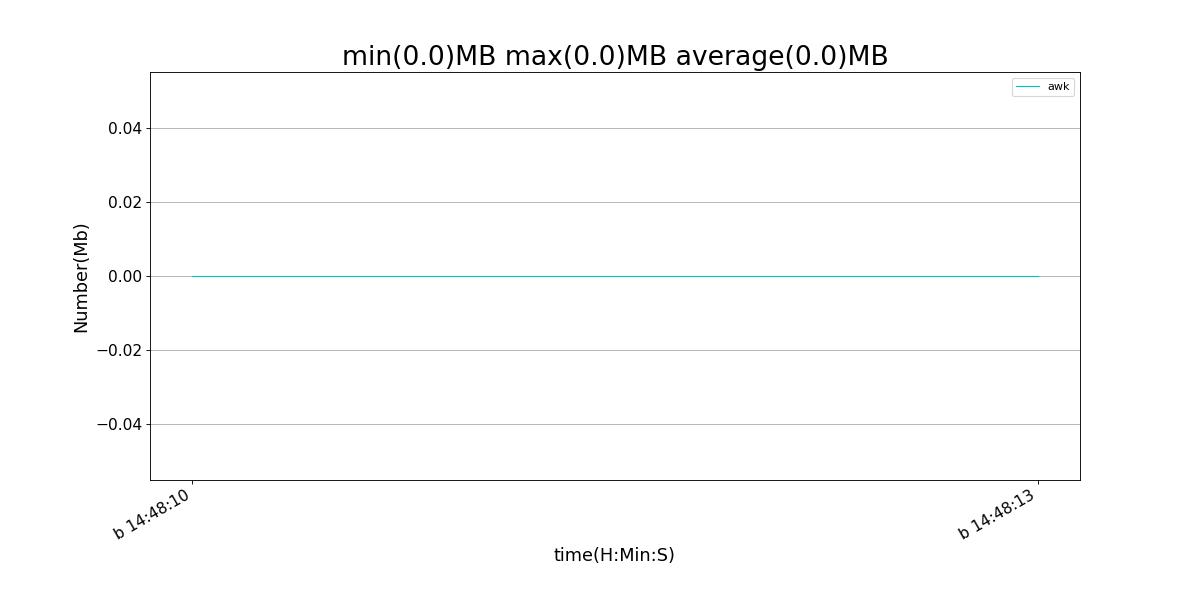 min(0.0)MB max(0.0)MB average(0.0)MB
awk
0.04
0.02
0.00
−0.02
−0.04
Number(Mb)
b 14:48:10
b 14:48:13
time(H:Min:S)